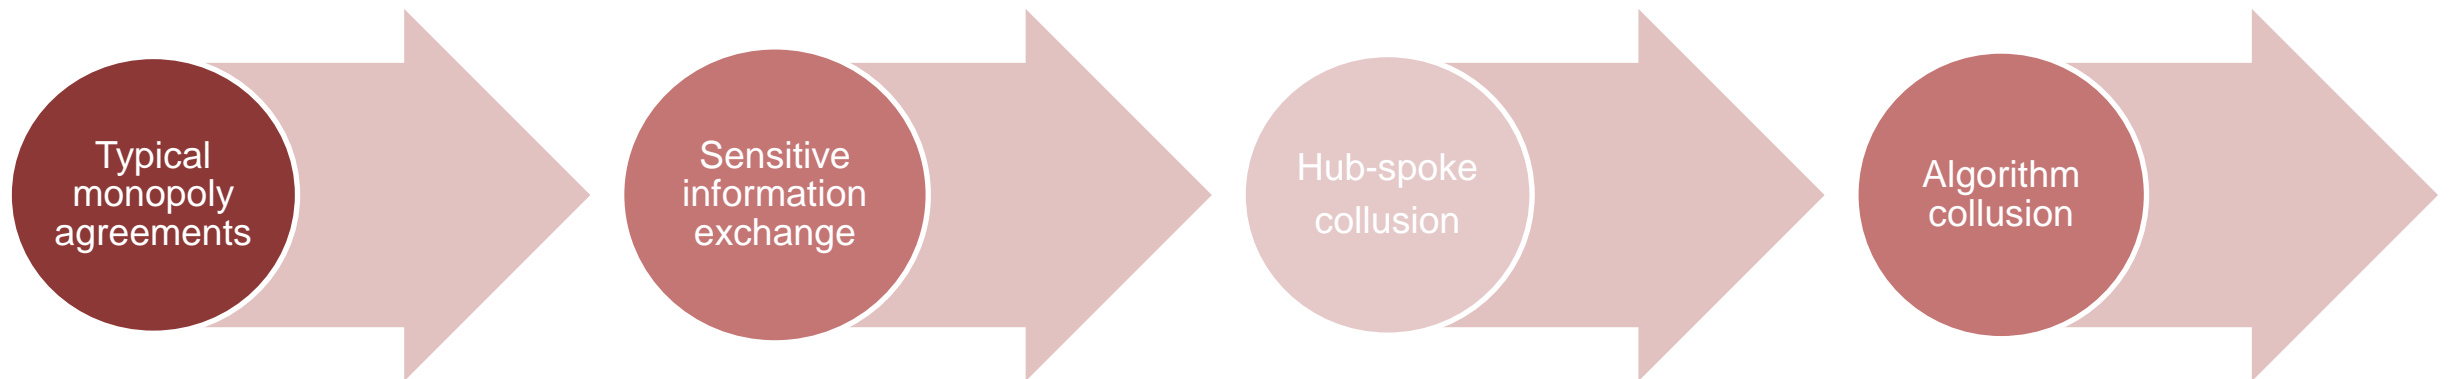 Typical
monopoly
agreements
Sensitive
information
exchange
Hub-spoke
collusion
Algorithm
collusion